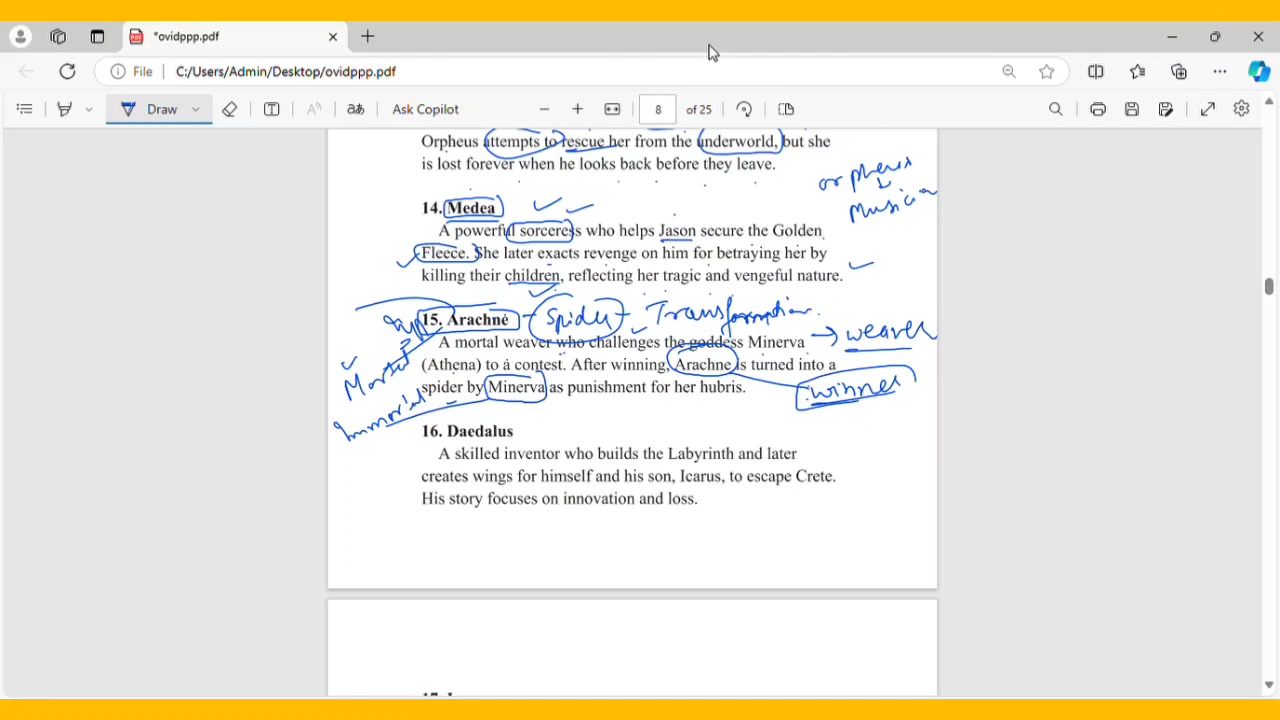 *ovidppp.pdf
File C:/Users/Admin/Desktop/ovidppp.pdf
Draw Ask Copilot 8 of 25
Orpheus attempts to rescue her from the underworld, but she
is lost forever when he looks back before they leave.
orpheus
Musician
14. Medea
A powerful sorceress who helps Jason secure the Golden
Fleece. She later exacts revenge on him for betraying her by
killing their children, reflecting her tragic and vengeful nature.
15. Arachne - Spider - Transformation.
A mortal weaver who challenges the goddess Minerva → weaver
(Athena) to a contest. After winning, Arachne is turned into a
Mortal
spider by Minerva as punishment for her hubris. winner
Immortal
16. Daedalus
A skilled inventor who builds the Labyrinth and later
creates wings for himself and his son, Icarus, to escape Crete.
His story focuses on innovation and loss.